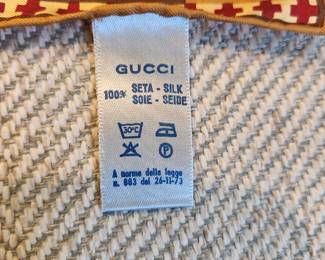 GUCCI
100% SETA - SILK
SOIE - SEIDE
30°C
P
A norme della legge
n. 883 del 26-11-73